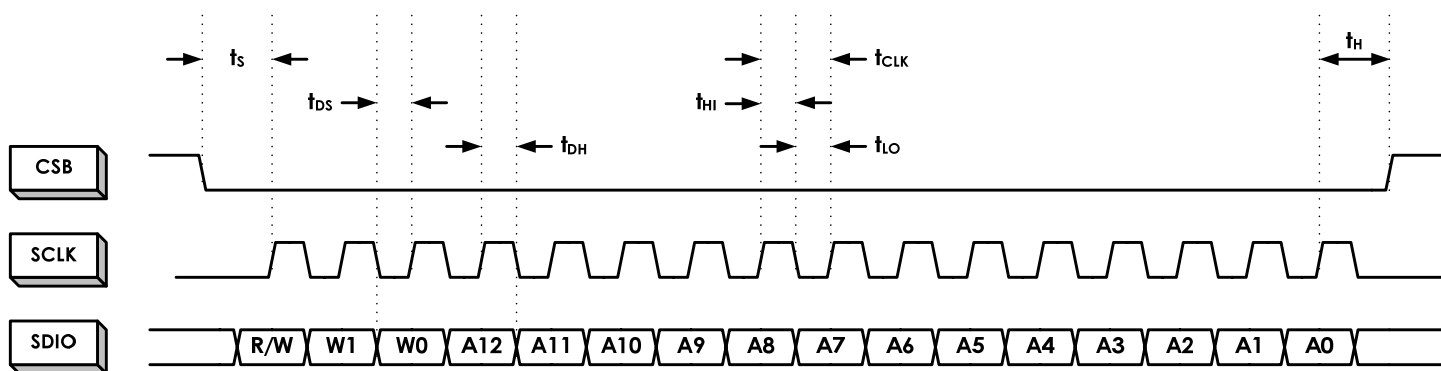 tS tCLK tH
tDS tHI
tDH tLO
CSB
SCLK
SDIO R/W W1 W0 A12 A11 A10 A9 A8 A7 A6 A5 A4 A3 A2 A1 A0